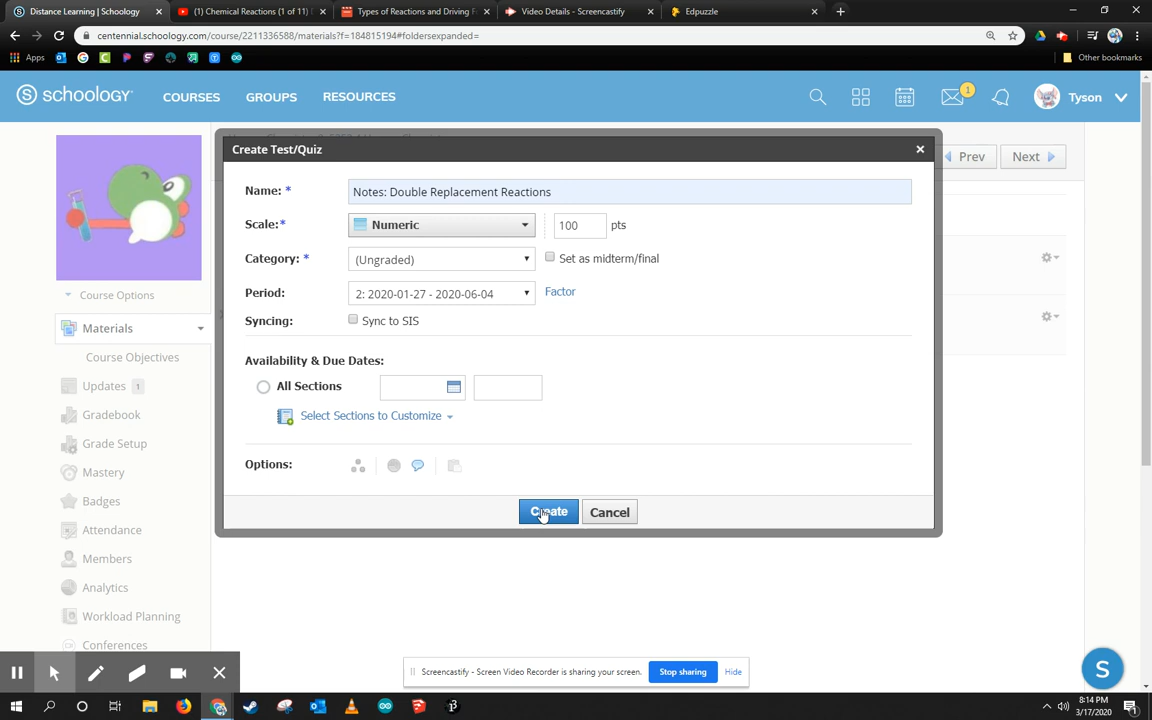 Distance Learning | Schoology
(1) Chemical Reactions (1 of 11)
Types of Reactions and Driving F
Video Details - Screencastify
Edpuzzle
centennial.schoology.com/course/2211336588/materials?f=184815194#foldersexpanded=
Apps
Other bookmarks
schoology
COURSES
GROUPS
RESOURCES
1
Tyson
Create Test/Quiz
Prev
Next
Name: *
Notes: Double Replacement Reactions
Scale:*
Numeric
100
pts
Category: *
(Ungraded)
Set as midterm/final
Period:
2: 2020-01-27 - 2020-06-04
Factor
Syncing:
Sync to SIS
Availability & Due Dates:
All Sections
Select Sections to Customize
Options:
Create
Cancel
Course Options
Materials
Course Objectives
Updates 1
Gradebook
Grade Setup
Mastery
Badges
Attendance
Members
Analytics
Workload Planning
Conferences
Screencastify - Screen Video Recorder is sharing your screen.
Stop sharing
Hide
S
8:14 PM
3/17/2020